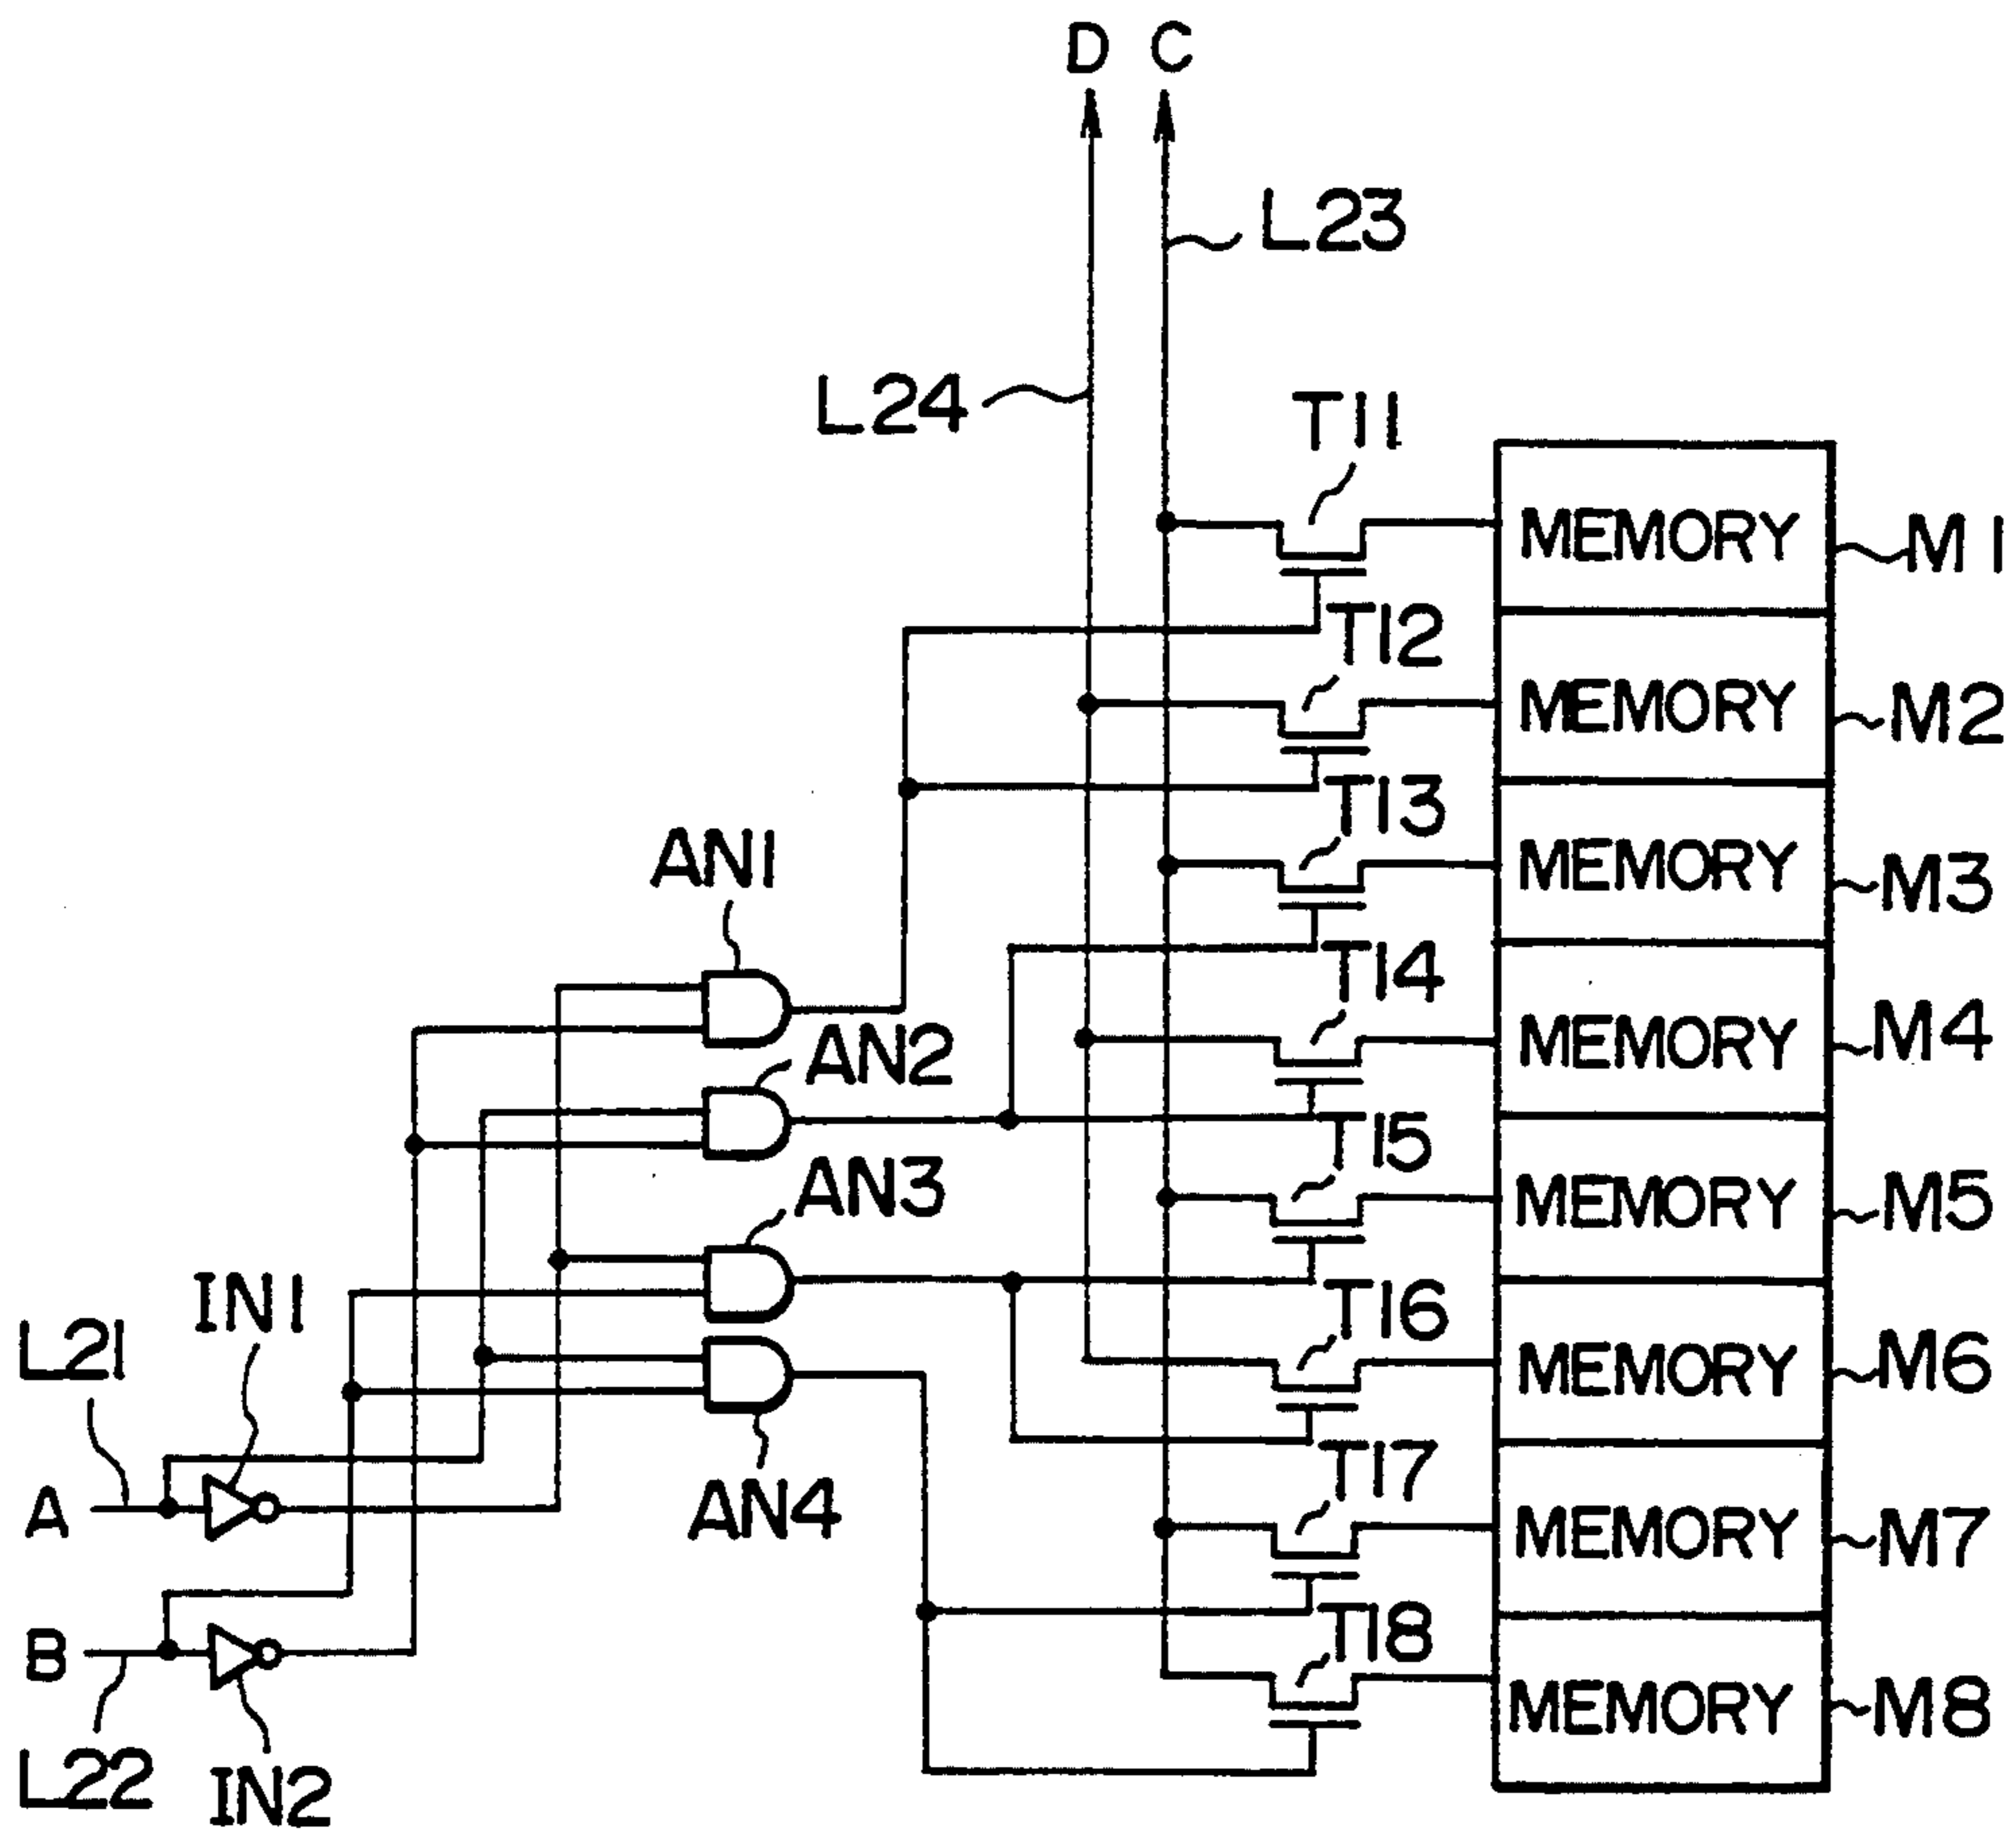 D C
L23
L24
T11
MEMORY
M1
T12
MEMORY
M2
T13
AN1
MEMORY
M3
T14
AN2
MEMORY
M4
T15
AN3
MEMORY
M5
IN1
T16
L21
MEMORY
M6
T17
A
AN4
MEMORY
M7
T18
B
MEMORY
M8
L22
IN2